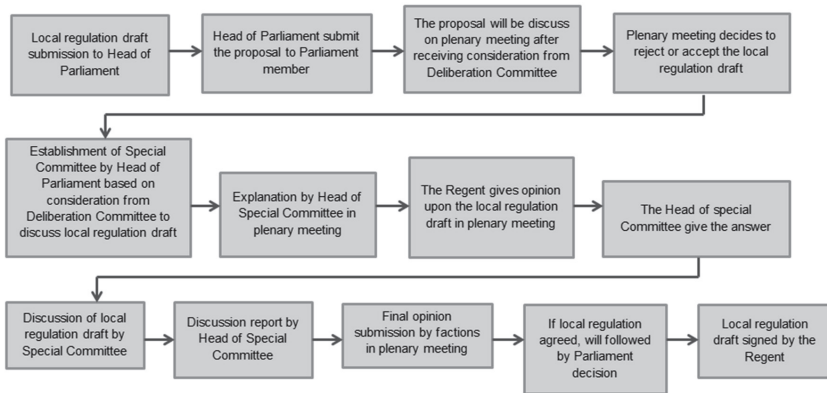 Local regulation draft
submission to Head of
Parliament
Head of Parliament submit
the proposal to Parliament
member
The proposal will be discuss
on plenary meeting after
receiving consideration from
Deliberation Committee
Plenary meeting decides to
reject or accept the local
regulation draft
Establishment of Special
Committee by Head of
Parliament based on
consideration from
Deliberation Committee to
discuss local regulation draft
Explanation by Head of
Special Committee in
plenary meeting
The Regent gives opinion
upon the local regulation
draft in plenary meeting
The Head of special
Committee give the answer
Discussion of local
regulation draft by
Special Committee
Discussion report by
Head of Special
Committee
Final opinion
submission by factions
in plenary meeting
If local regulation
agreed, will followed
by Parliament
decision
Local regulation
draft signed by the
Regent